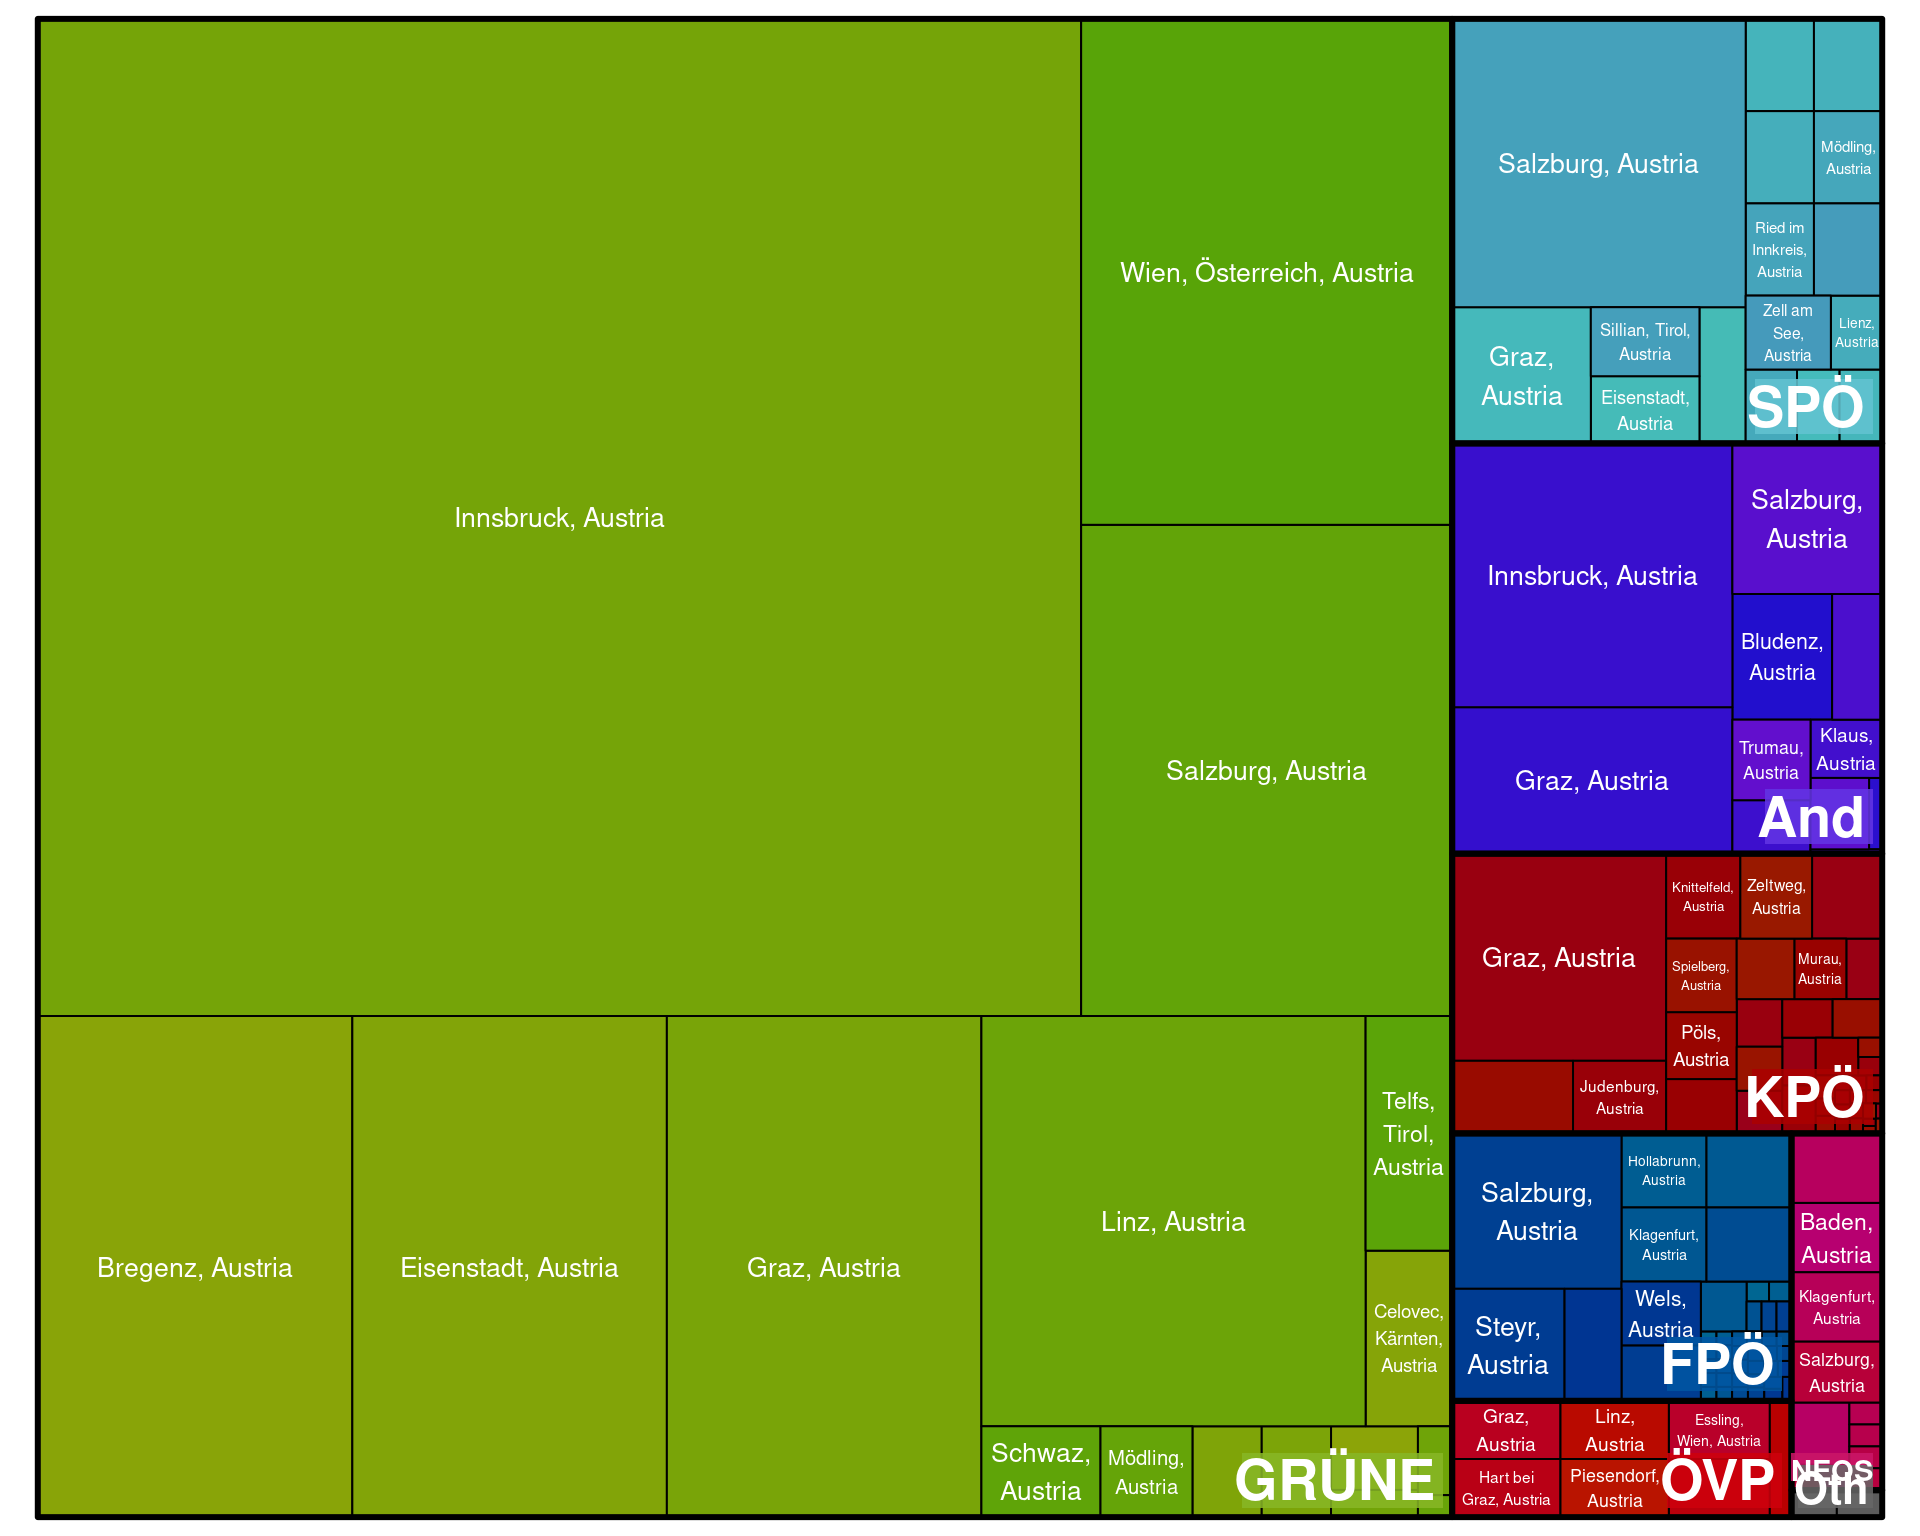 Innsbruck, Austria
Wien, Österreich, Austria
Salzburg, Austria
Bregenz, Austria
Eisenstadt, Austria
Graz, Austria
Linz, Austria
Telfs,
Tirol,
Austria
Celovec,
Kärnten,
Austria
Schwaz,
Austria
Mödling,
Austria
GRÜNE
Salzburg, Austria
Mödling,
Austria
Ried im
Innkreis,
Austria
Zell am
See,
Austria
Lienz,
Austria
Graz,
Austria
Sillian, Tirol,
Austria
Eisenstadt,
Austria
SPÖ
Innsbruck, Austria
Salzburg,
Austria
Bludenz,
Austria
Graz, Austria
Trumau,
Austria
Klaus,
Austria
And
Graz, Austria
Knittelfeld,
Austria
Zeltweg,
Austria
Spielberg,
Austria
Murau,
Austria
Pöls,
Austria
Judenburg,
Austria
KPÖ
Salzburg,
Austria
Hollabrunn,
Austria
Klagenfurt,
Austria
Steyr,
Austria
Wels,
Austria
FPÖ
Baden,
Austria
Klagenfurt,
Austria
Salzburg,
Austria
NEOS
Graz,
Austria
Linz,
Austria
Essling,
Wien, Austria
Hart bei
Graz, Austria
Piesendorf,
Austria
ÖVP
Oth